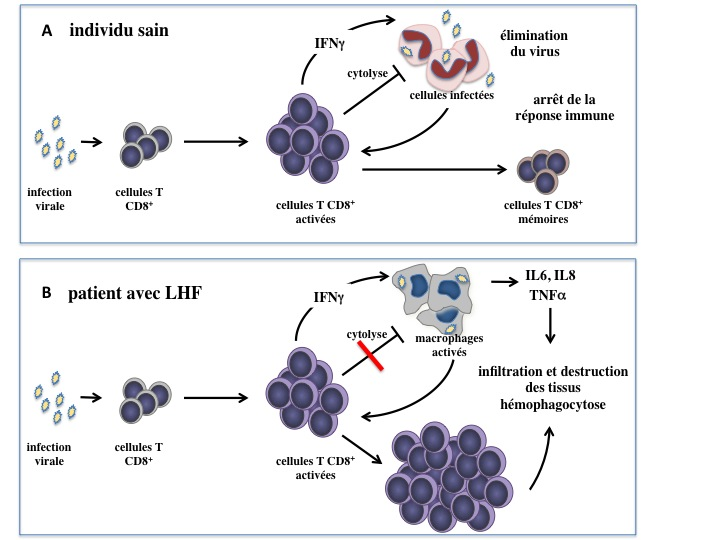 A individu sain
IFNγ
élimination
du virus
cytolyse
cellules infectées
arrêt de la
réponse immune
infection
virale
cellules T
CD8+
cellules T CD8+
activées
cellules T CD8+
mémoires
B patient avec LHF
IFNγ
IL6, IL8
TNFα
cytolyse
macrophages
activés
infiltration et destruction
des tissus
hémophagocytose
infection
virale
cellules T
CD8+
cellules T CD8+
activées